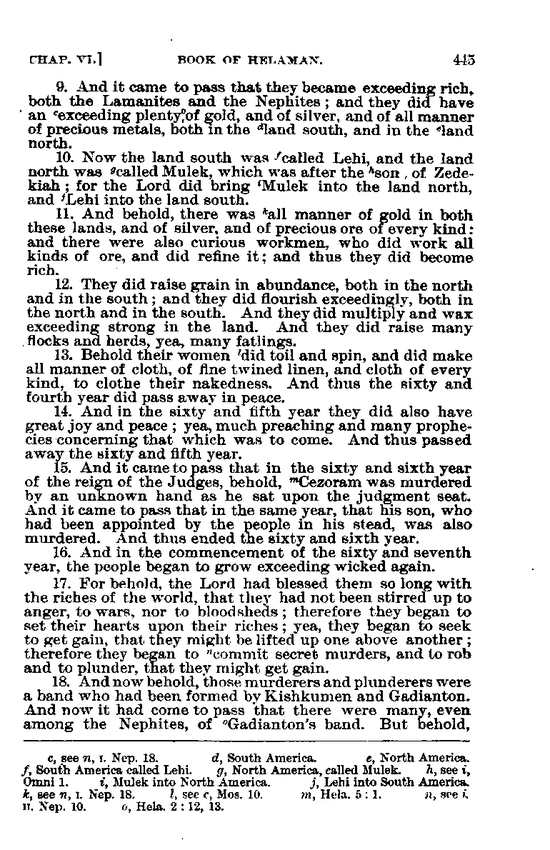 CHAP. VI.] BOOK OF HELAMAN. 445
9. And it came to pass that they became exceeding rich,
both the Lamanites and the Nephites; and they did have
an ᶜexceeding plenty of gold, and of silver, and of all manner
of precious metals, both in the ᵈland south, and in the ᵉland
north.
10. Now the land south was ᶠcalled Lehi, and the land
north was ᵍcalled Mulek, which was after the ʰson of Zede-
kiah; for the Lord did bring ⁱMulek into the land north,
and ʲLehi into the land south.
11. And behold, there was ᵏall manner of gold in both
these lands, and of silver, and of precious ore of every kind:
and there were also curious workmen, who did work all
kinds of ore, and did refine it; and thus they did become
rich.
12. They did raise grain in abundance, both in the north
and in the south; and they did flourish exceedingly, both in
the north and in the south. And they did multiply and wax
exceeding strong in the land. And they did raise many
flocks and herds, yea, many fatlings.
13. Behold their women ˡdid toil and spin, and did make
all manner of cloth, of fine twined linen, and cloth of every
kind, to clothe their nakedness. And thus the sixty and
fourth year did pass away in peace.
14. And in the sixty and fifth year they did also have
great joy and peace; yea, much preaching and many prophe-
cies concerning that which was to come. And thus passed
away the sixty and fifth year.
15. And it came to pass that in the sixty and sixth year
of the reign of the Judges, behold, ᵐCezoram was murdered
by an unknown hand as he sat upon the judgment seat.
And it came to pass that in the same year, that his son, who
had been appointed by the people in his stead, was also
murdered. And thus ended the sixty and sixth year.
16. And in the commencement of the sixty and seventh
year, the people began to grow exceeding wicked again.
17. For behold, the Lord had blessed them so long with
the riches of the world, that they had not been stirred up to
anger, to wars, nor to bloodsheds; therefore they began to
set their hearts upon their riches; yea, they began to seek
to get gain, that they might be lifted up one above another;
therefore they began to ⁿcommit secret murders, and to rob
and to plunder, that they might get gain.
18. And now behold, those murderers and plunderers were
a band who had been formed by Kishkumen and Gadianton.
And now it had come to pass that there were many, even
among the Nephites, of ᵒGadianton's band. But behold,
c, see n, I. Nep. 18. d, South America. e, North America.
f, South America called Lehi. g, North America, called Mulek. h, see i,
Omni 1. i, Mulek into North America. j, Lehi into South America.
k, see n, I. Nep. 18. l, see c, Mos. 10. m, Hela. 5:1. n, see i,
II. Nep. 10. o, Hela. 2:12, 13.